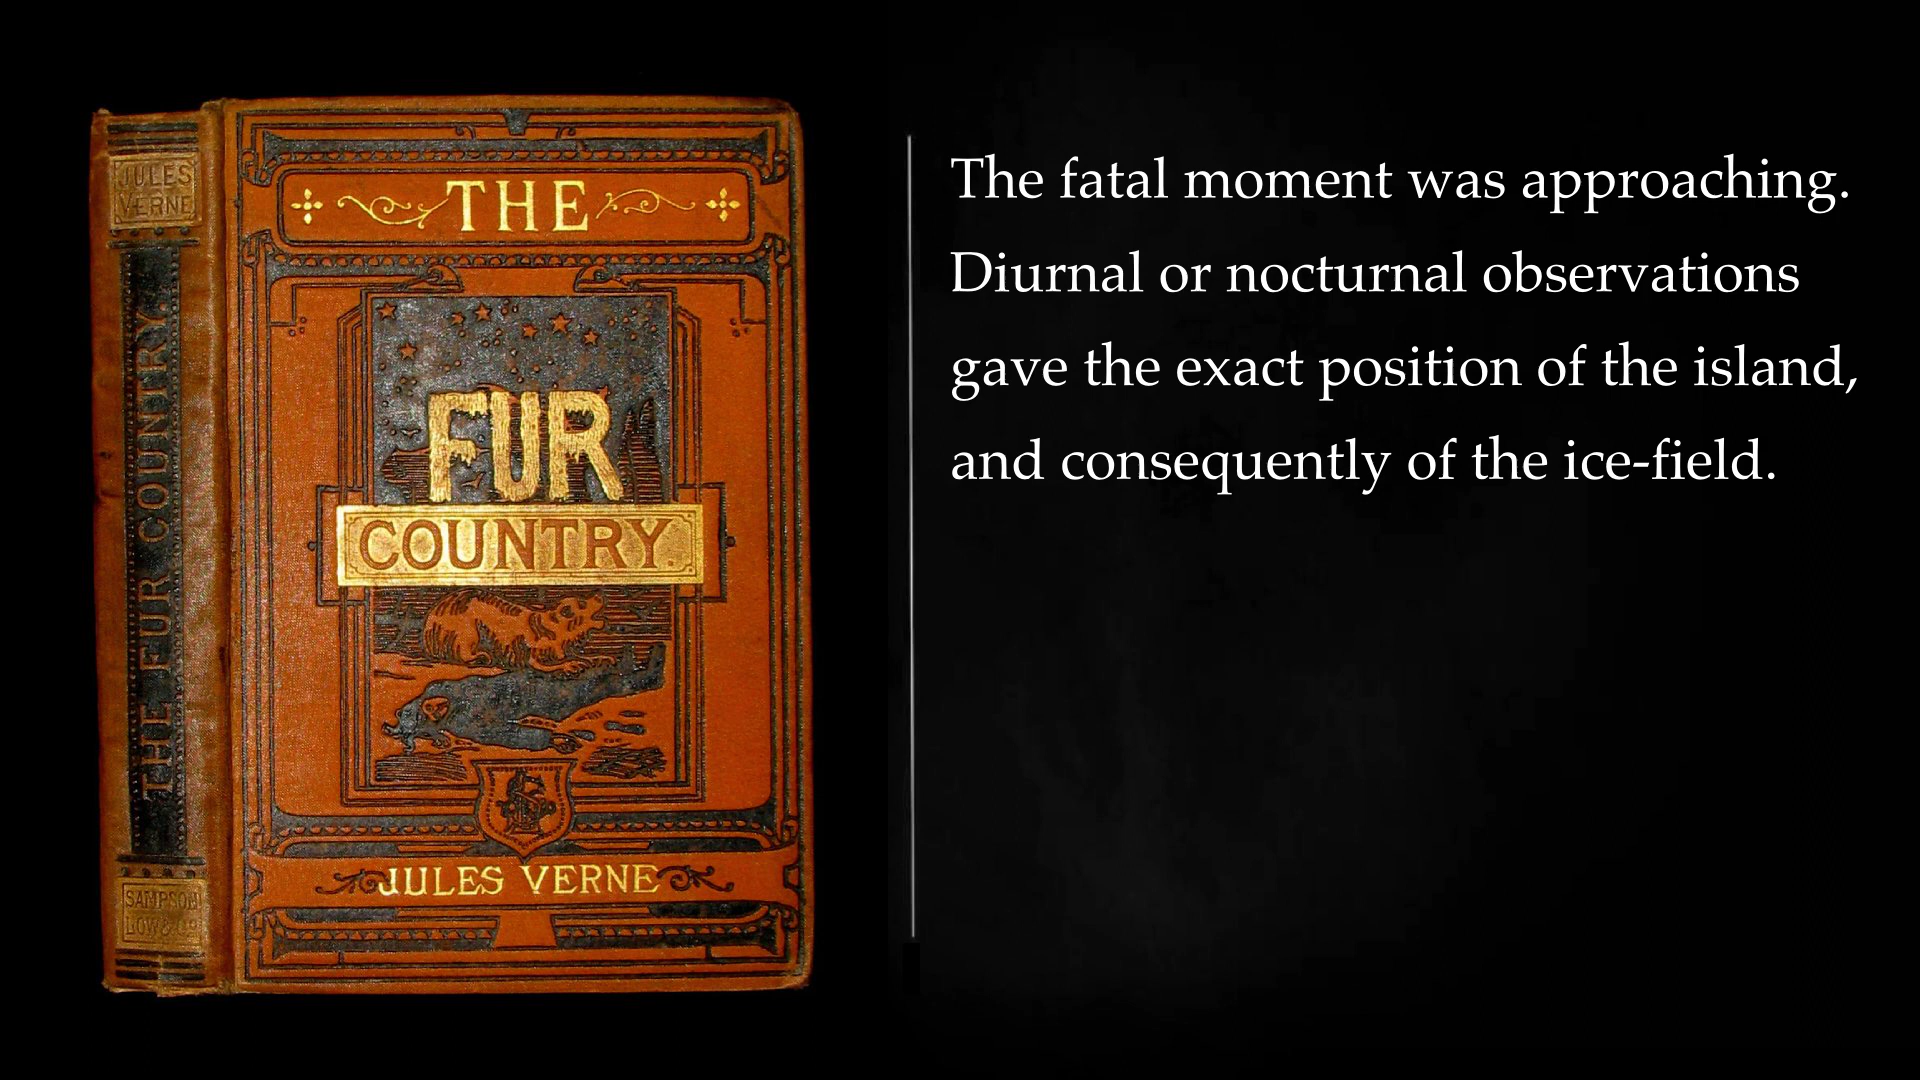 JULES
VERNE
THE FUR COUNTRY.
SAMPSON
LOW & Co
THE
FUR
COUNTRY.
JULES VERNE
The fatal moment was approaching.
Diurnal or nocturnal observations
gave the exact position of the island,
and consequently of the ice-field.